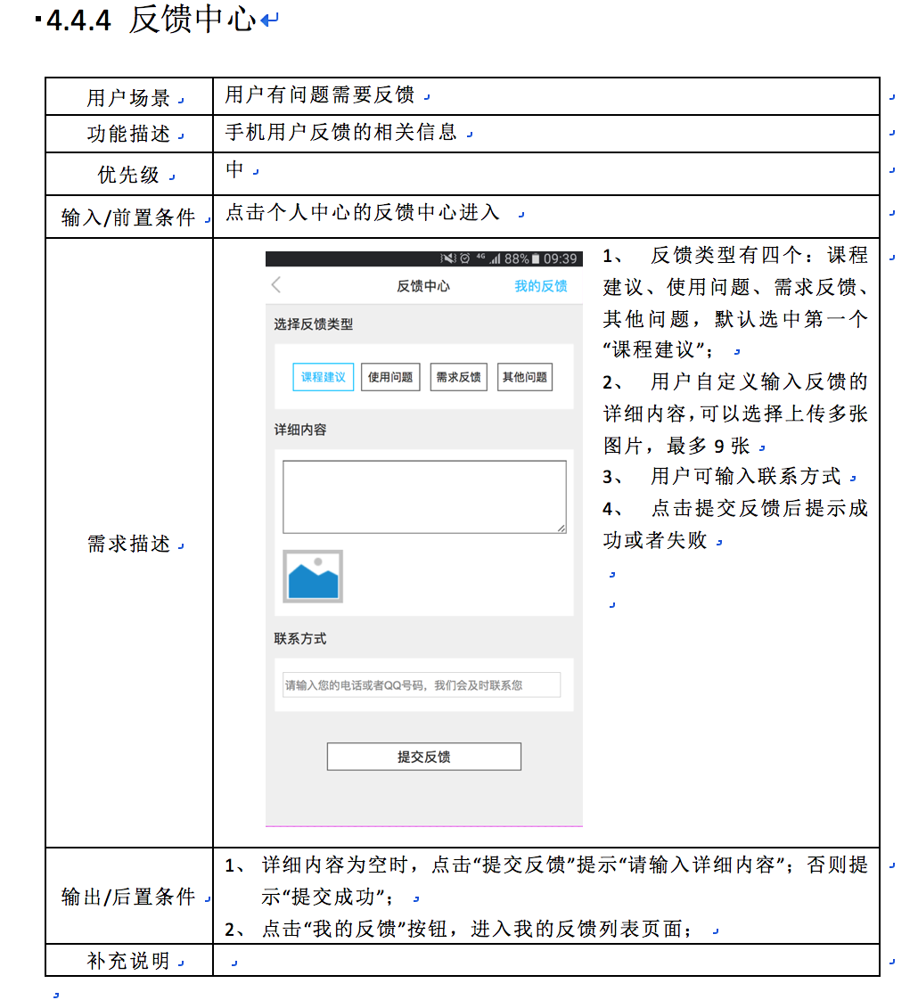 4.4.4 反馈中心
用户场景
用户有问题需要反馈
功能描述
手机用户反馈的相关信息
优先级
中
输入/前置条件
点击个人中心的反馈中心进入
需求描述
4G 88% 09:39
反馈中心
我的反馈
选择反馈类型
课程建议
使用问题
需求反馈
其他问题
详细内容
联系方式
请输入您的电话或者QQ号码，我们会及时联系您
提交反馈
1、 反馈类型有四个：课程
建议、使用问题、需求反馈、
其他问题，默认选中第一个
“课程建议”；
2、 用户自定义输入反馈的
详细内容，可以选择上传多张
图片，最多 9 张
3、 用户可输入联系方式
4、 点击提交反馈后提示成
功或者失败
输出/后置条件
1、 详细内容为空时，点击“提交反馈”提示“请输入详细内容”；否则提
示“提交成功”；
2、 点击“我的反馈”按钮，进入我的反馈列表页面；
补充说明